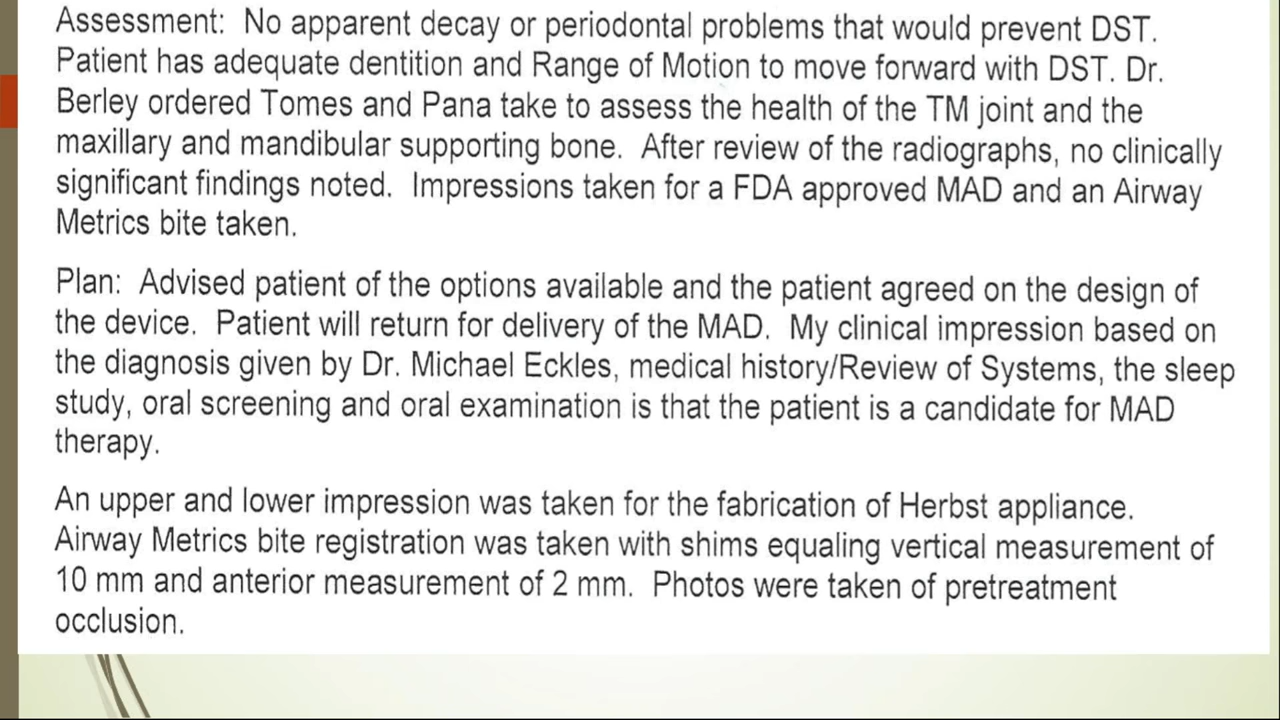 Assessment:  No apparent decay or periodontal problems that would prevent DST.
Patient has adequate dentition and Range of Motion to move forward with DST. Dr.
Berley ordered Tomes and Pana take to assess the health of the TM joint and the
maxillary and mandibular supporting bone.  After review of the radiographs, no clinically
significant findings noted.  Impressions taken for a FDA approved MAD and an Airway
Metrics bite taken.
Plan:  Advised patient of the options available and the patient agreed on the design of
the device.  Patient will return for delivery of the MAD.  My clinical impression based on
the diagnosis given by Dr. Michael Eckles, medical history/Review of Systems, the sleep
study, oral screening and oral examination is that the patient is a candidate for MAD
therapy.
An upper and lower impression was taken for the fabrication of Herbst appliance.
Airway Metrics bite registration was taken with shims equaling vertical measurement of
10 mm and anterior measurement of 2 mm.  Photos were taken of pretreatment
occlusion.